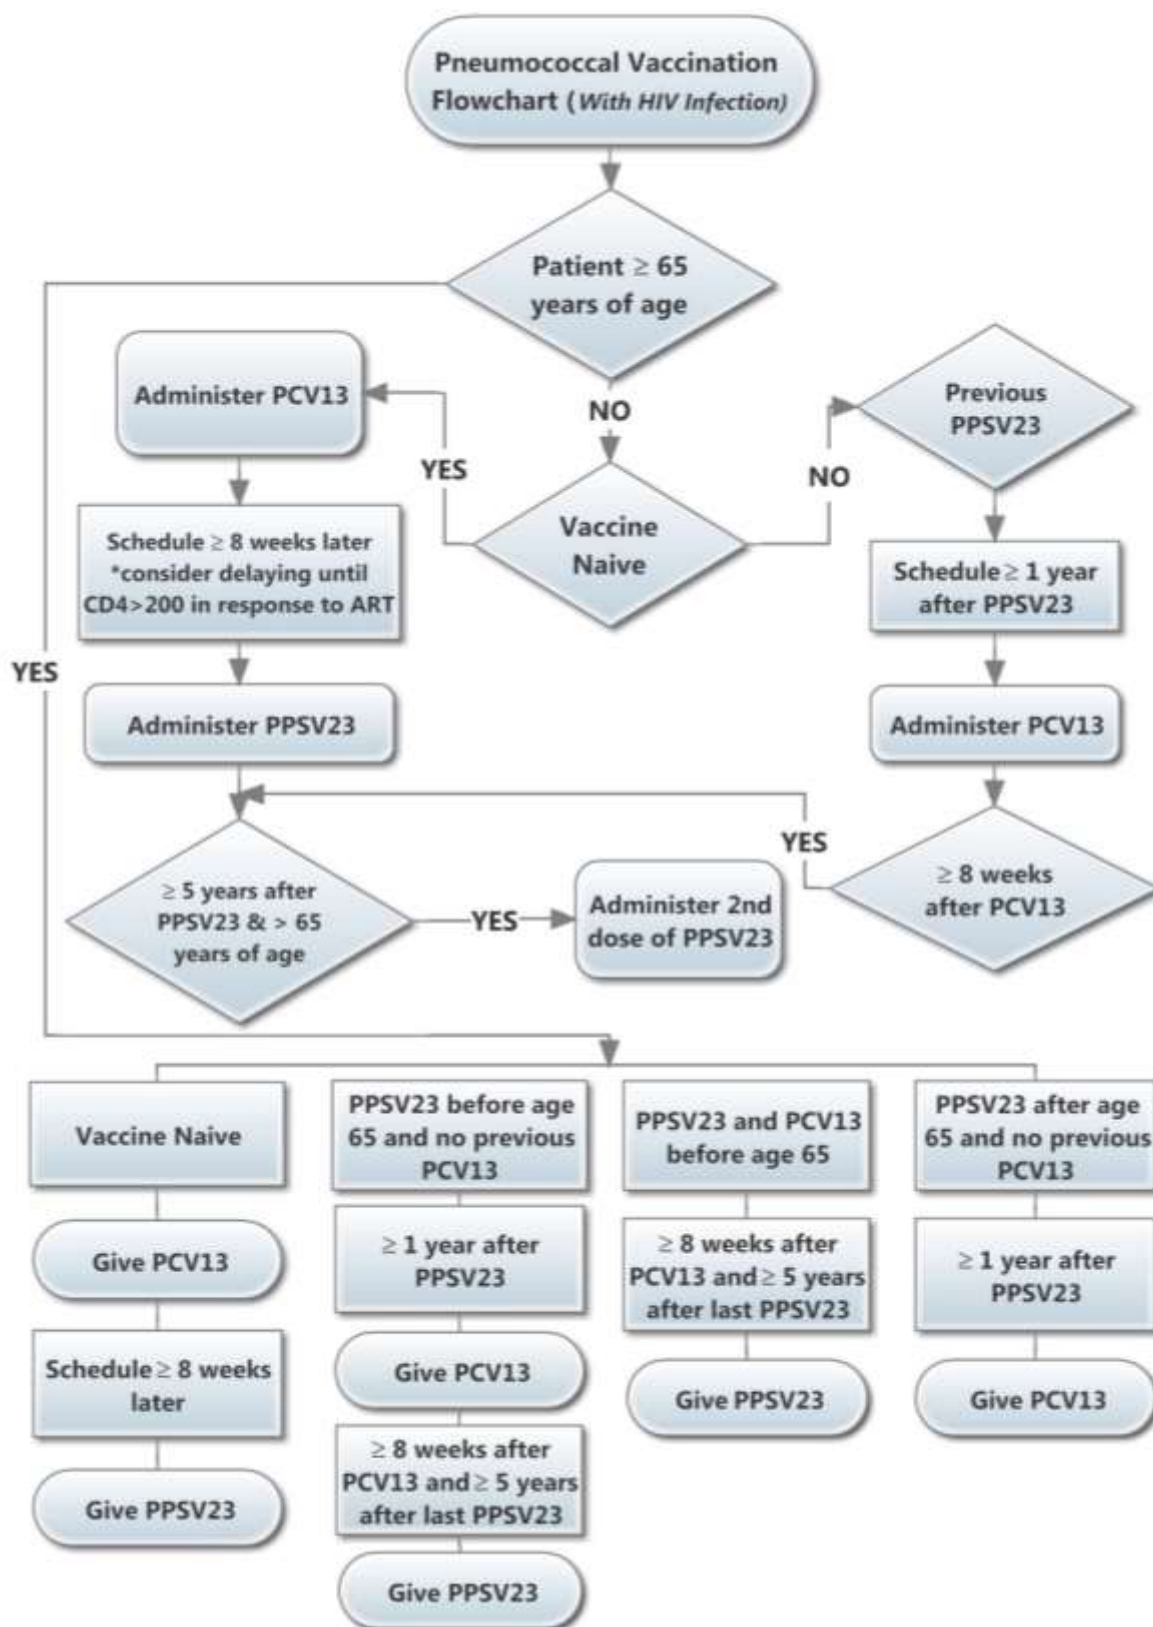 Pneumococcal Vaccination
Flowchart (With HIV Infection)
Patient ≥ 65
years of age
Administer PCV13
NO
Previous
PPSV23
YES
NO
Vaccine
Naive
Schedule ≥ 8 weeks later
*consider delaying until
CD4>200 in response to ART
Schedule ≥ 1 year
after PPSV23
YES
Administer PPSV23
Administer PCV13
YES
≥ 5 years after
PPSV23 & > 65
years of age
YES
Administer 2nd
dose of PPSV23
≥ 8 weeks
after PCV13
Vaccine Naive
Give PCV13
Schedule ≥ 8 weeks
later
Give PPSV23
PPSV23 before age
65 and no previous
PCV13
≥ 1 year after
PPSV23
Give PCV13
≥ 8 weeks after
PCV13 and ≥ 5 years
after last PPSV23
Give PPSV23
PPSV23 and PCV13
before age 65
≥ 8 weeks after
PCV13 and ≥ 5 years
after last PPSV23
Give PPSV23
PPSV23 after age
65 and no previous
PCV13
≥ 1 year after
PPSV23
Give PCV13